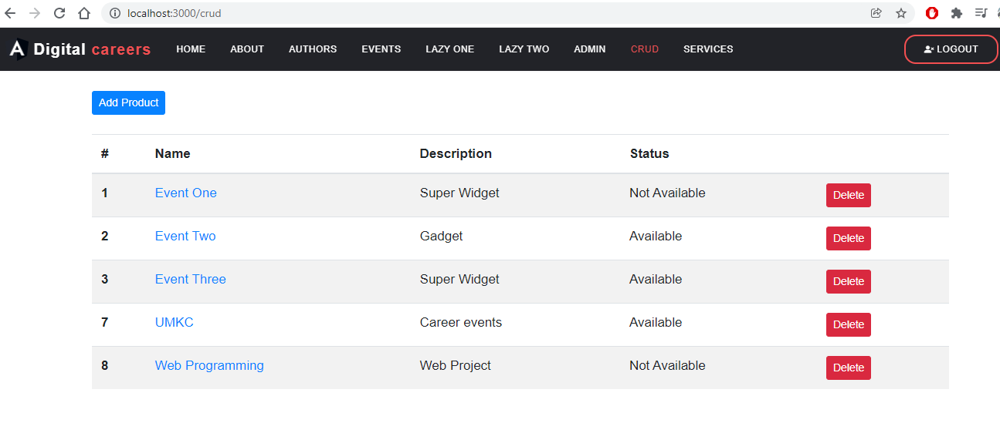 localhost:3000/crud
A Digital careers HOME ABOUT AUTHORS EVENTS LAZY ONE LAZY TWO ADMIN CRUD SERVICES LOGOUT
Add Product
# Name Description Status
1 Event One Super Widget Not Available Delete
2 Event Two Gadget Available Delete
3 Event Three Super Widget Available Delete
7 UMKC Career events Available Delete
8 Web Programming Web Project Not Available Delete